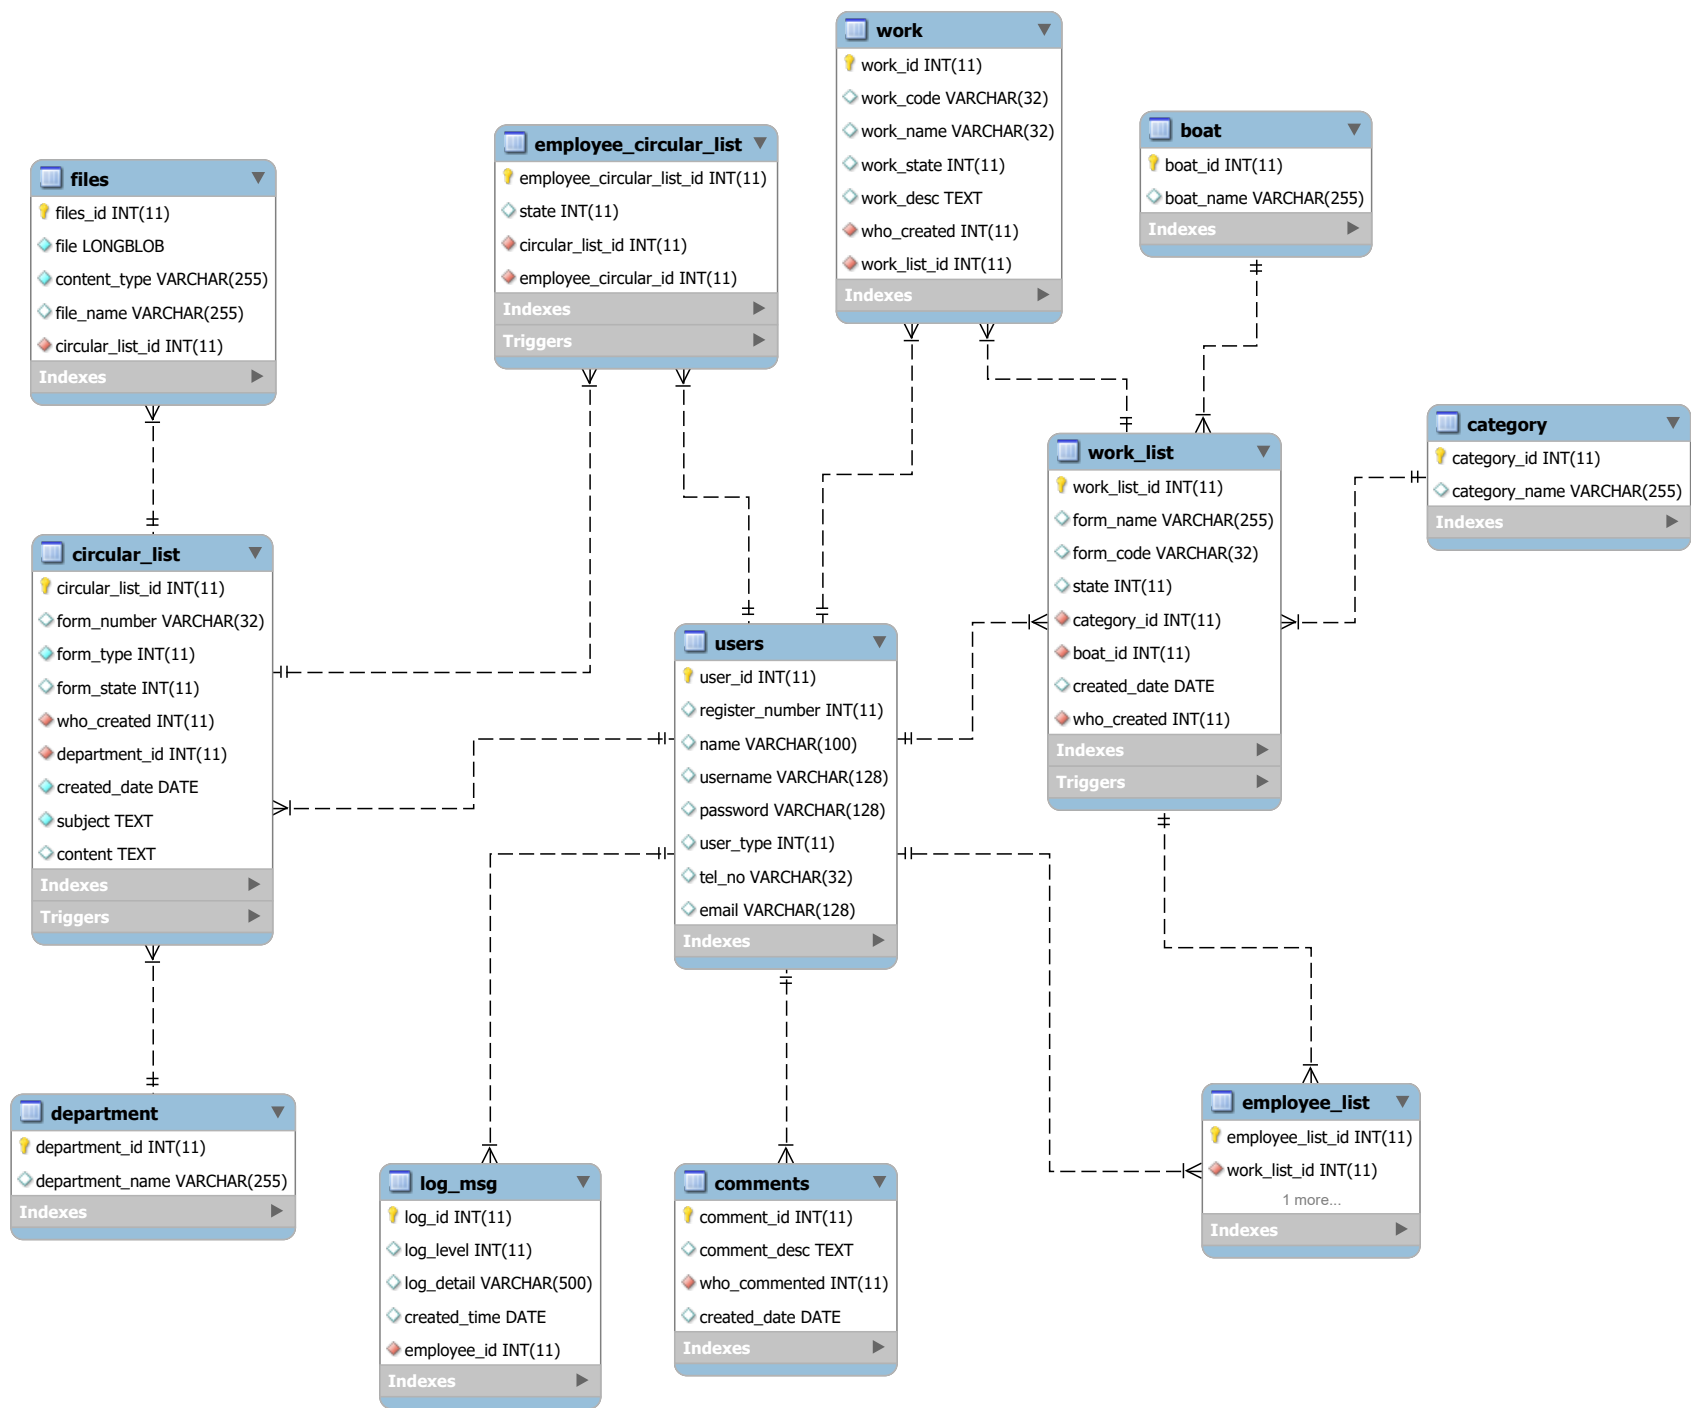 work
work_id INT(11)
work_code VARCHAR(32)
work_name VARCHAR(32)
work_state INT(11)
work_desc TEXT
who_created INT(11)
work_list_id INT(11)
Indexes
boat
boat_id INT(11)
boat_name VARCHAR(255)
Indexes
employee_circular_list
employee_circular_list_id INT(11)
state INT(11)
circular_list_id INT(11)
employee_circular_id INT(11)
Indexes
Triggers
files
files_id INT(11)
file LONGBLOB
content_type VARCHAR(255)
file_name VARCHAR(255)
circular_list_id INT(11)
Indexes
category
category_id INT(11)
category_name VARCHAR(255)
Indexes
work_list
work_list_id INT(11)
form_name VARCHAR(255)
form_code VARCHAR(32)
state INT(11)
category_id INT(11)
boat_id INT(11)
created_date DATE
who_created INT(11)
Indexes
Triggers
circular_list
circular_list_id INT(11)
form_number VARCHAR(32)
form_type INT(11)
form_state INT(11)
who_created INT(11)
department_id INT(11)
created_date DATE
subject TEXT
content TEXT
Indexes
Triggers
users
user_id INT(11)
register_number INT(11)
name VARCHAR(100)
username VARCHAR(128)
password VARCHAR(128)
user_type INT(11)
tel_no VARCHAR(32)
email VARCHAR(128)
Indexes
department
department_id INT(11)
department_name VARCHAR(255)
Indexes
log_msg
log_id INT(11)
log_level INT(11)
log_detail VARCHAR(500)
created_time DATE
employee_id INT(11)
Indexes
comments
comment_id INT(11)
comment_desc TEXT
who_commented INT(11)
created_date DATE
Indexes
employee_list
employee_list_id INT(11)
work_list_id INT(11)
1 more...
Indexes